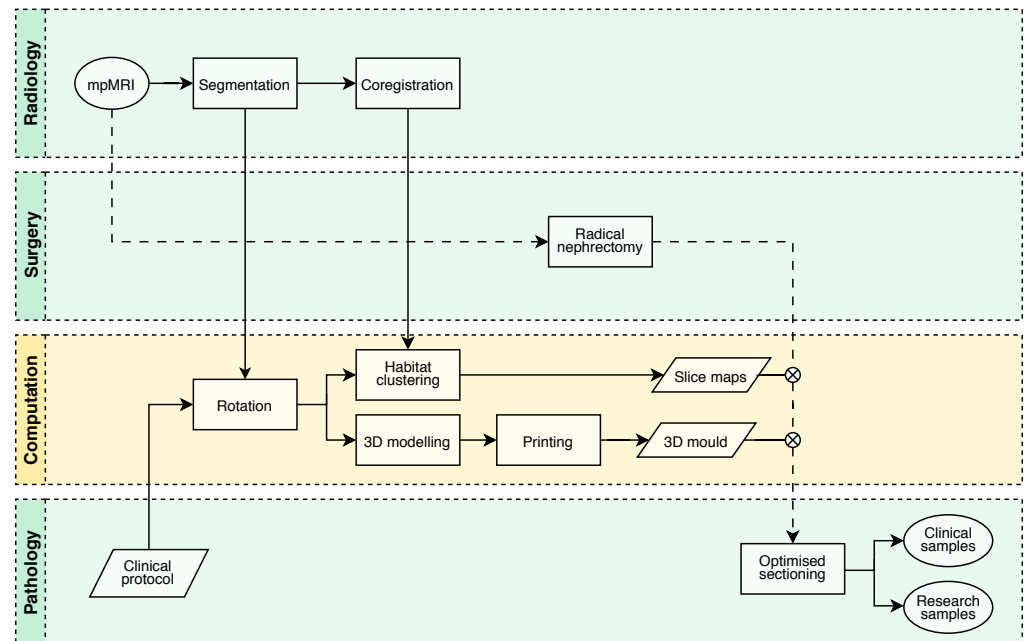 Radiology
mpMRI
Segmentation
Coregistration
Surgery
Radical
nephrectomy
Computation
Rotation
Habitat
clustering
Slice maps
3D modelling
Printing
3D mould
Pathology
Clinical
protocol
Optimised
sectioning
Clinical
samples
Research
samples